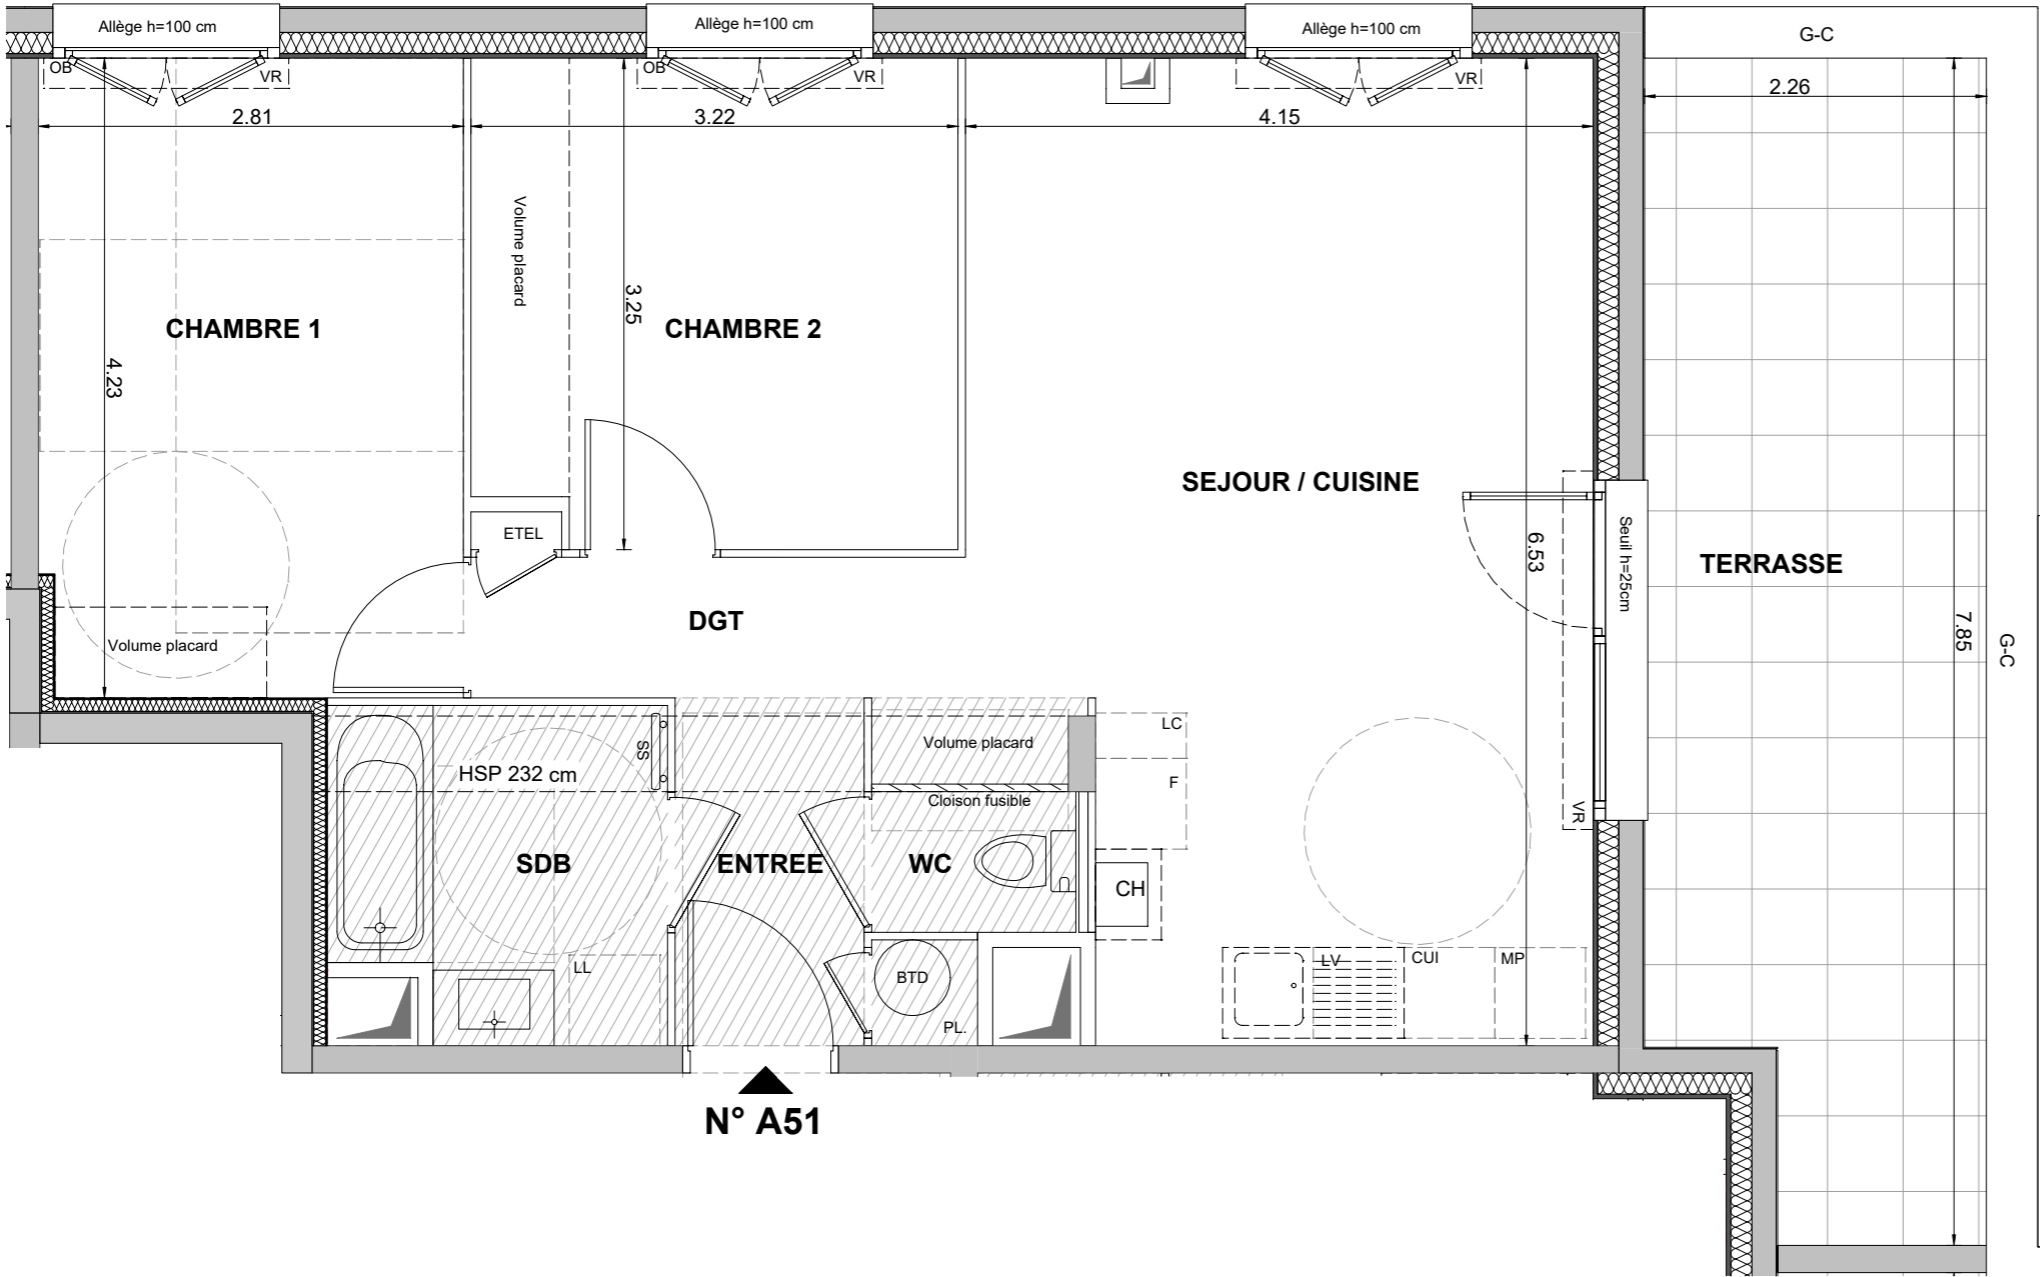 Allège h=100 cm
Allège h=100 cm
Allège h=100 cm
G-C
OB
VR
OB
VR
VR
2.81
3.22
4.15
2.26
Volume placard
3.25
CHAMBRE 1
CHAMBRE 2
4.23
SEJOUR / CUISINE
ETEL
6.53
Seuil h=25cm
TERRASSE
DGT
7.85
G-C
Volume placard
LC
SS
Volume placard
HSP 232 cm
F
Cloison fusible
VR
SDB
ENTREE
WC
CH
LL
BTD
LV
CUI
MP
PL.
N° A51